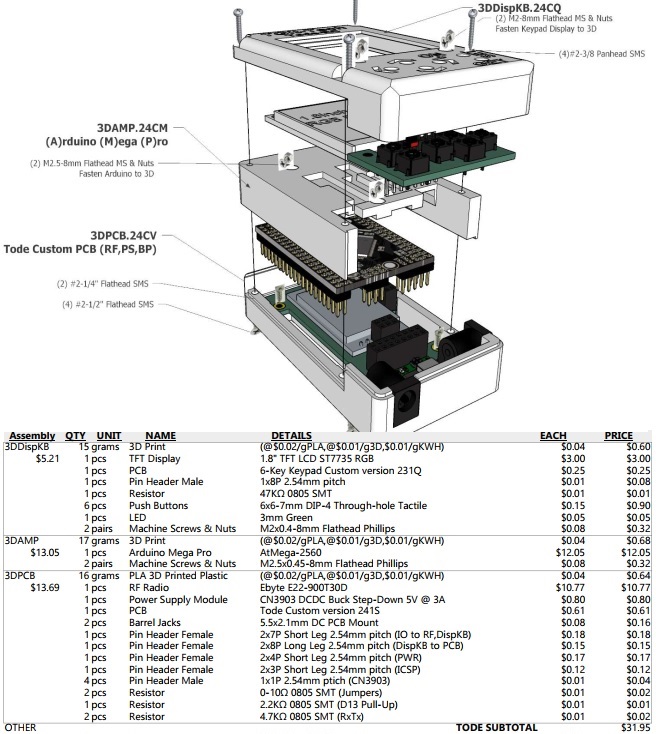 3DDispKB.24CQ
(2) M2-8mm Flathead MS & Nuts
Fasten Keypad Display to 3D
(4)#2-3/8 Panhead SMS
3DAMP.24CM
(A)rduino (M)ega (P)ro
(2) M2.5-8mm Flathead MS & Nuts
Fasten Arduino to 3D
3DPCB.24CV
Tode Custom PCB (RF,PS,BP)
(2) #2-1/4" Flathead SMS
(4) #2-1/2" Flathead SMS
Assembly QTY UNIT NAME DETAILS EACH PRICE
3DDispKB 15 grams 3D Print (@$0.02/gPLA,@$0.01/g3D,$0.01/gKWH) $0.04 $0.60
$5.21 1 pcs TFT Display 1.8" TFT LCD ST7735 RGB $3.00 $3.00
1 pcs PCB 6-Key Keypad Custom version 231Q $0.25 $0.25
1 pcs Pin Header Male 1x8P 2.54mm pitch $0.01 $0.08
1 pcs Resistor 47KΩ 0805 SMT $0.01 $0.01
6 pcs Push Buttons 6x6-7mm DIP-4 Through-hole Tactile $0.15 $0.90
1 pcs LED 3mm Green $0.05 $0.05
2 pairs Machine Screws & Nuts M2x0.4-8mm Flathead Phillips $0.08 $0.32
3DAMP 17 grams 3D Print (@$0.02/gPLA,@$0.01/g3D,$0.01/gKWH) $0.04 $0.68
$13.05 1 pcs Arduino Mega Pro AtMega-2560 $12.05 $12.05
2 pairs Machine Screws & Nuts M2.5x0.45-8mm Flathead Phillips $0.08 $0.32
3DPCB 16 grams PLA 3D Printed Plastic (@$0.02/gPLA,@$0.01/g3D,$0.01/gKWH) $0.04 $0.64
$13.69 1 pcs RF Radio Ebyte E22-900T30D $10.77 $10.77
1 pcs Power Supply Module CN3903 DCDC Buck Step-Down 5V @ 3A $0.80 $0.80
1 pcs PCB Tode Custom version 241S $0.61 $0.61
2 pcs Barrel Jacks 5.5x2.1mm DC PCB Mount $0.08 $0.16
1 pcs Pin Header Female 2x7P Short Leg 2.54mm pitch (IO to RF,DispKB) $0.18 $0.18
1 pcs Pin Header Female 2x8P Long Leg 2.54mm pitch (DispKB to PCB) $0.15 $0.15
1 pcs Pin Header Female 2x4P Short Leg 2.54mm pitch (PWR) $0.17 $0.17
1 pcs Pin Header Female 2x3P Short Leg 2.54mm pitch (ICSP) $0.12 $0.12
4 pcs Pin Header Male 1x1P 2.54mm ptich (CN3903) $0.01 $0.04
2 pcs Resistor 0-10Ω 0805 SMT (Jumpers) $0.01 $0.02
1 pcs Resistor 2.2KΩ 0805 SMT (D13 Pull-Up) $0.01 $0.01
2 pcs Resistor 4.7KΩ 0805 SMT (RxTx) $0.01 $0.02
OTHER TODE SUBTOTAL $31.95